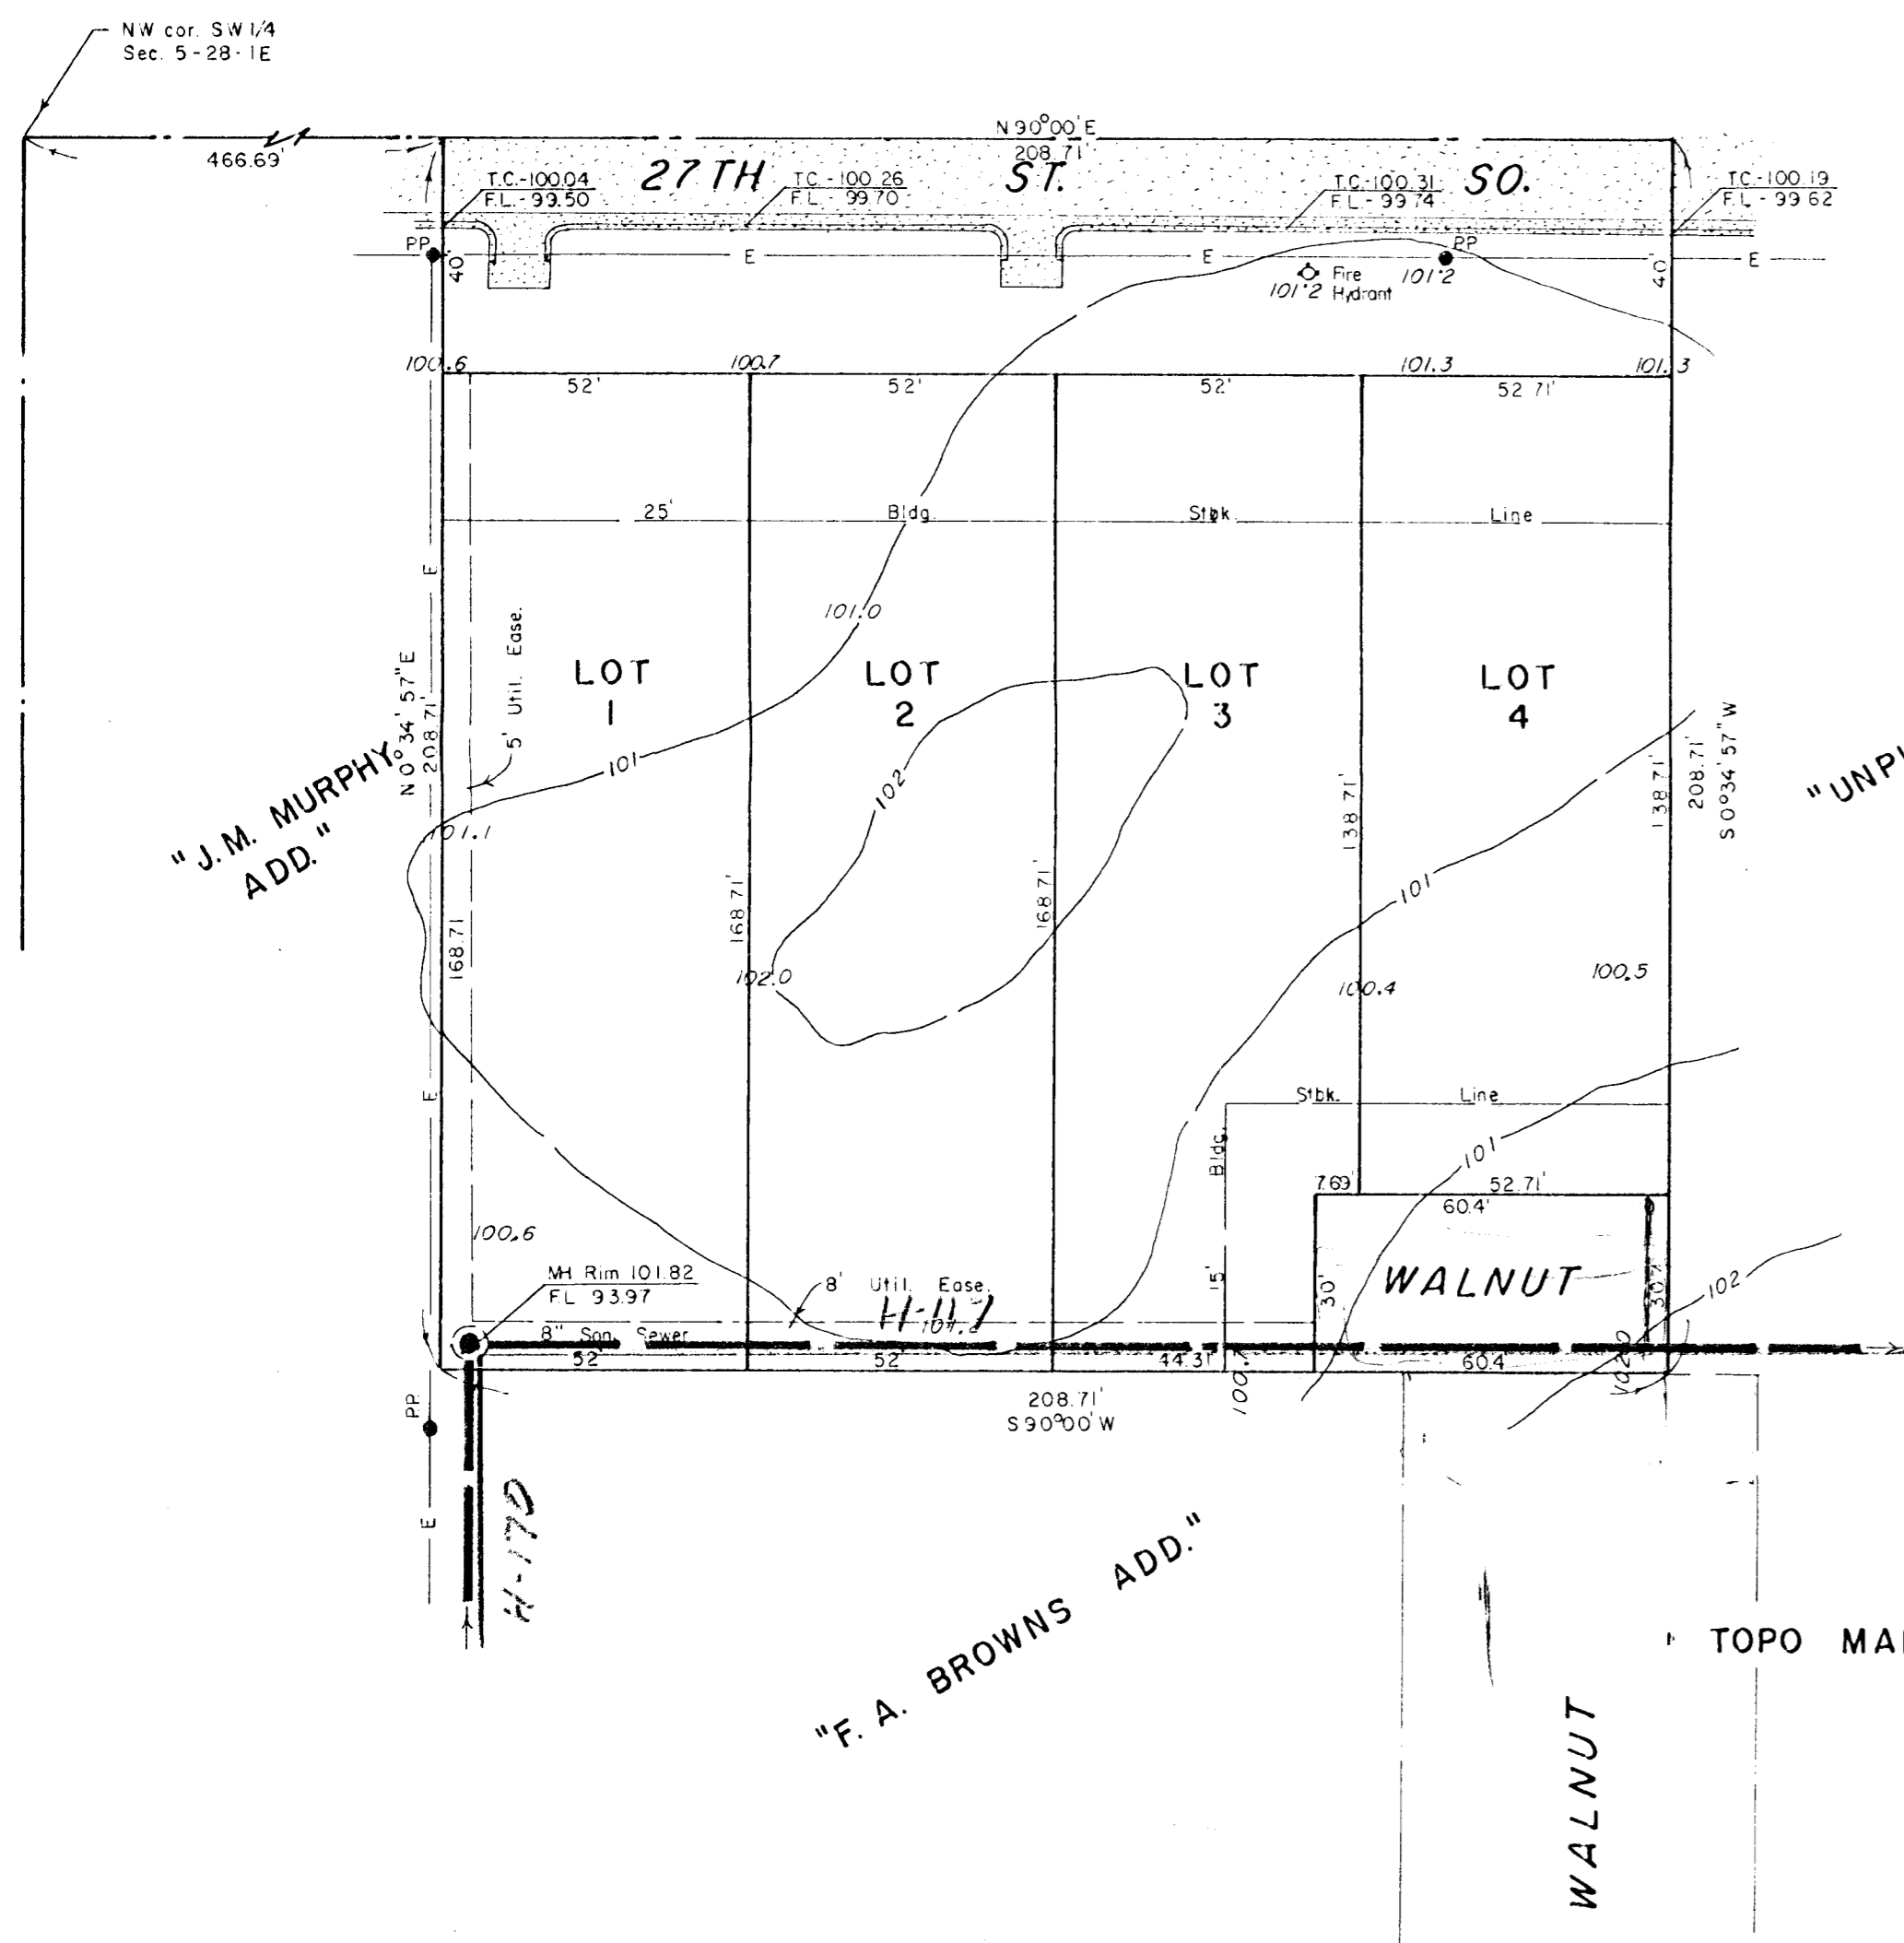 NW cor. SW 1/4
Sec. 5-28-1E
466.69'
N 90°00' E
208.71'
27TH ST. SO.
T.C.-100.04
F.L.-99.50
T.C.-100.26
F.L.-99.70
T.C.-100.31
F.L.-99.74
T.C.-100.19
F.L.-99.62
P.P.
E
E
P.P.
E
40'
101.2
Fire
Hydrant
101.2
40'
100.6
100.7
101.3
101.3
52'
52'
52'
52.71'
25'
Bldg.
Stbk.
Line
E
101.0
5' Util. Ease.
LOT
1
LOT
2
LOT
3
LOT
4
N 0° 34' 57" E
208.71'
101
102
138.71'
138.71'
208.71'
S 0° 34' 57" W
"J. M. MURPHY
ADD."
101.1
101
168.71
168.71'
168.71'
102.0
100.4
100.5
E
Stbk.
Line
Bldg.
101
7.69'
52.71'
60.4'
100.6
MH Rim 101.82
F.L. 93.97
8' Util. Ease.
H-117
15'
30'
WALNUT
30'
102
8" San. Sewer
52'
52'
44.31'
60.4
100.7
102.0
208.71'
S 90°00' W
P.P.
E
H-170
"F. A. BROWNS ADD."
TOPO
WALNUT